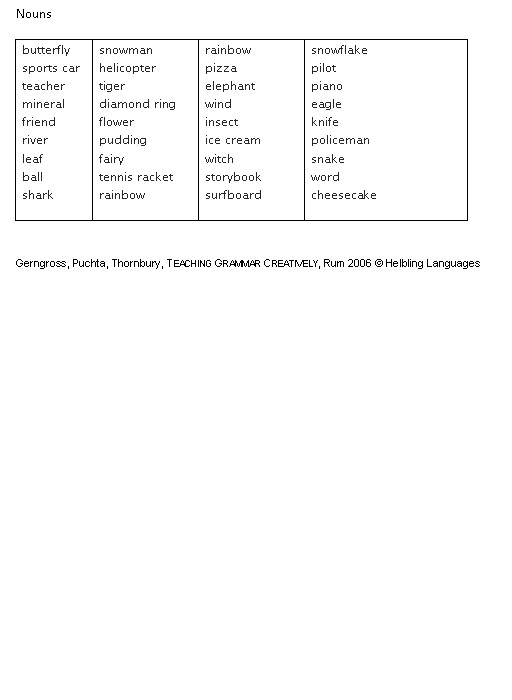 Nouns
butterfly snowman rainbow snowflake
sports car helicopter pizza pilot
teacher tiger elephant piano
mineral diamond ring wind eagle
friend flower insect knife
river pudding ice cream policeman
leaf fairy witch snake
ball tennis racket storybook word
shark rainbow surfboard cheesecake
Gerngross, Puchta, Thornbury, TEACHING GRAMMAR CREATIVELY, Rum 2006 © Helbling Languages